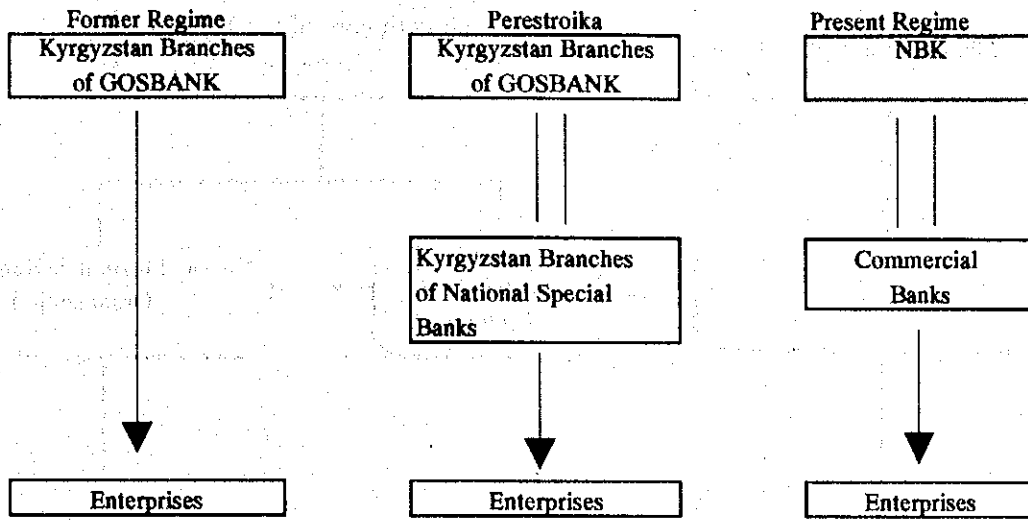 Former Regime
Kyrgyzstan Branches
of GOSBANK
Enterprises
Perestroika
Kyrgyzstan Branches
of GOSBANK
Kyrgyzstan Branches
of National Special
Banks
Enterprises
Present Regime
NBK
Commercial
Banks
Enterprises